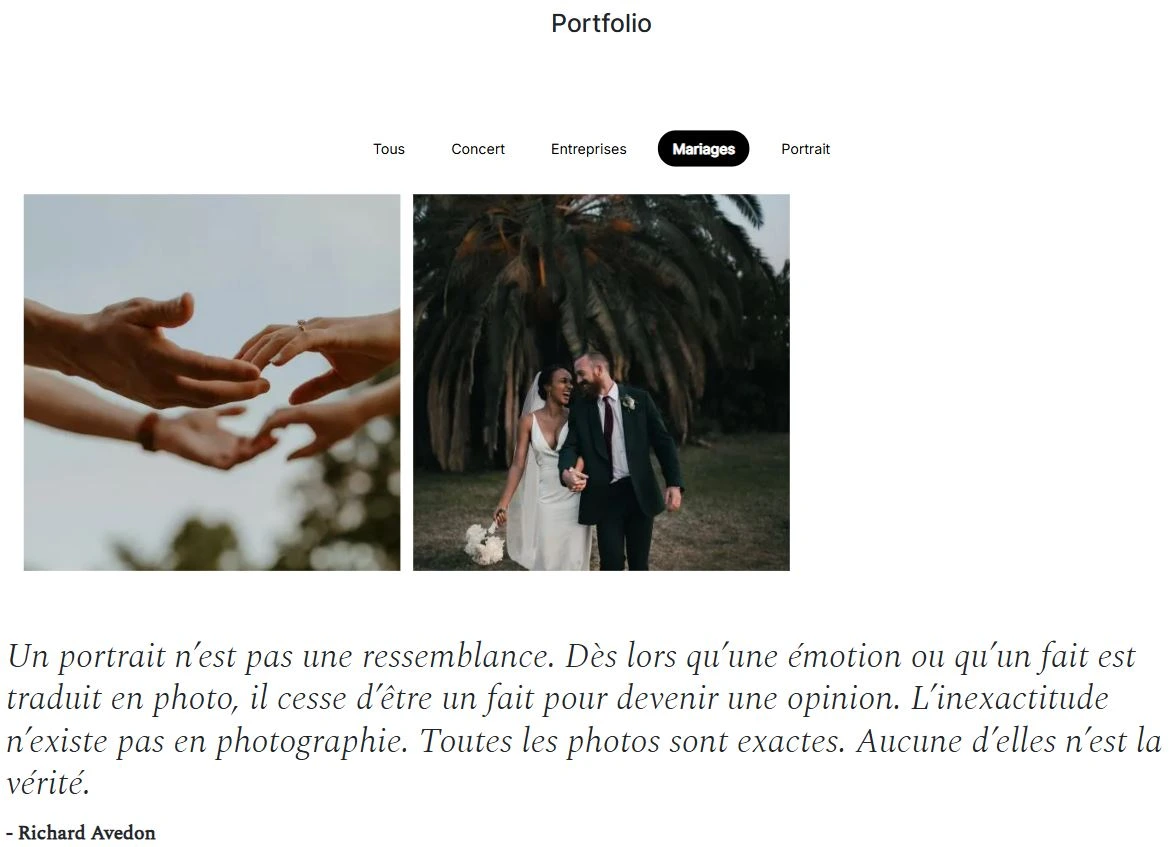 Portfolio
Tous Concert Entreprises Mariages Portrait
Un portrait n’est pas une ressemblance. Dès lors qu’une émotion ou qu’un fait est
traduit en photo, il cesse d’être un fait pour devenir une opinion. L’inexactitude
n’existe pas en photographie. Toutes les photos sont exactes. Aucune d’elles n’est la
vérité.
- Richard Avedon